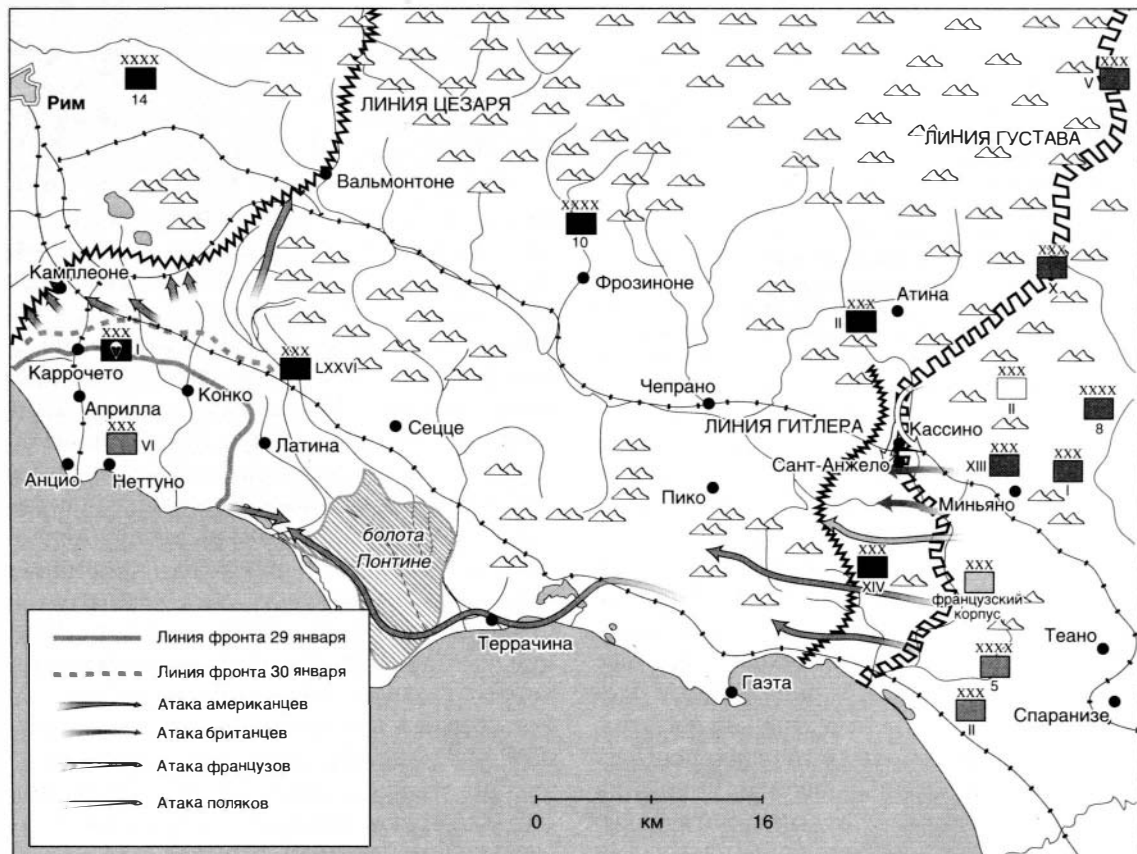 XXXX
14
Рим
ЛИНИЯ ЦЕЗАРЯ
XXX
V
ЛИНИЯ ГУСТАВА
Вальмонтоне
XXXX
10
Фрозиноне
XXX
X
Камплеоне
Атина
XXX
II
XXX
I
XXX
LXXVI
Каррочето
Конко
Априлла
XXX
VI
Латина
Сецце
Чепрано
ЛИНИЯ ГИТЛЕРА
XXX
II
XXXX
8
Кассино
Сант-Анжело
XXX
XIII
XXX
I
Миньяно
Анцио
Неттуно
Пико
болота
Понтине
XXX
XIV
XXX
французский
корпус
Террачина
Гаэта
XXXX
5
Теано
XXX
II
Спаранизе
Линия фронта 29 января
Линия фронта 30 января
Атака американцев
Атака британцев
Атака французов
Атака поляков
0
км
16